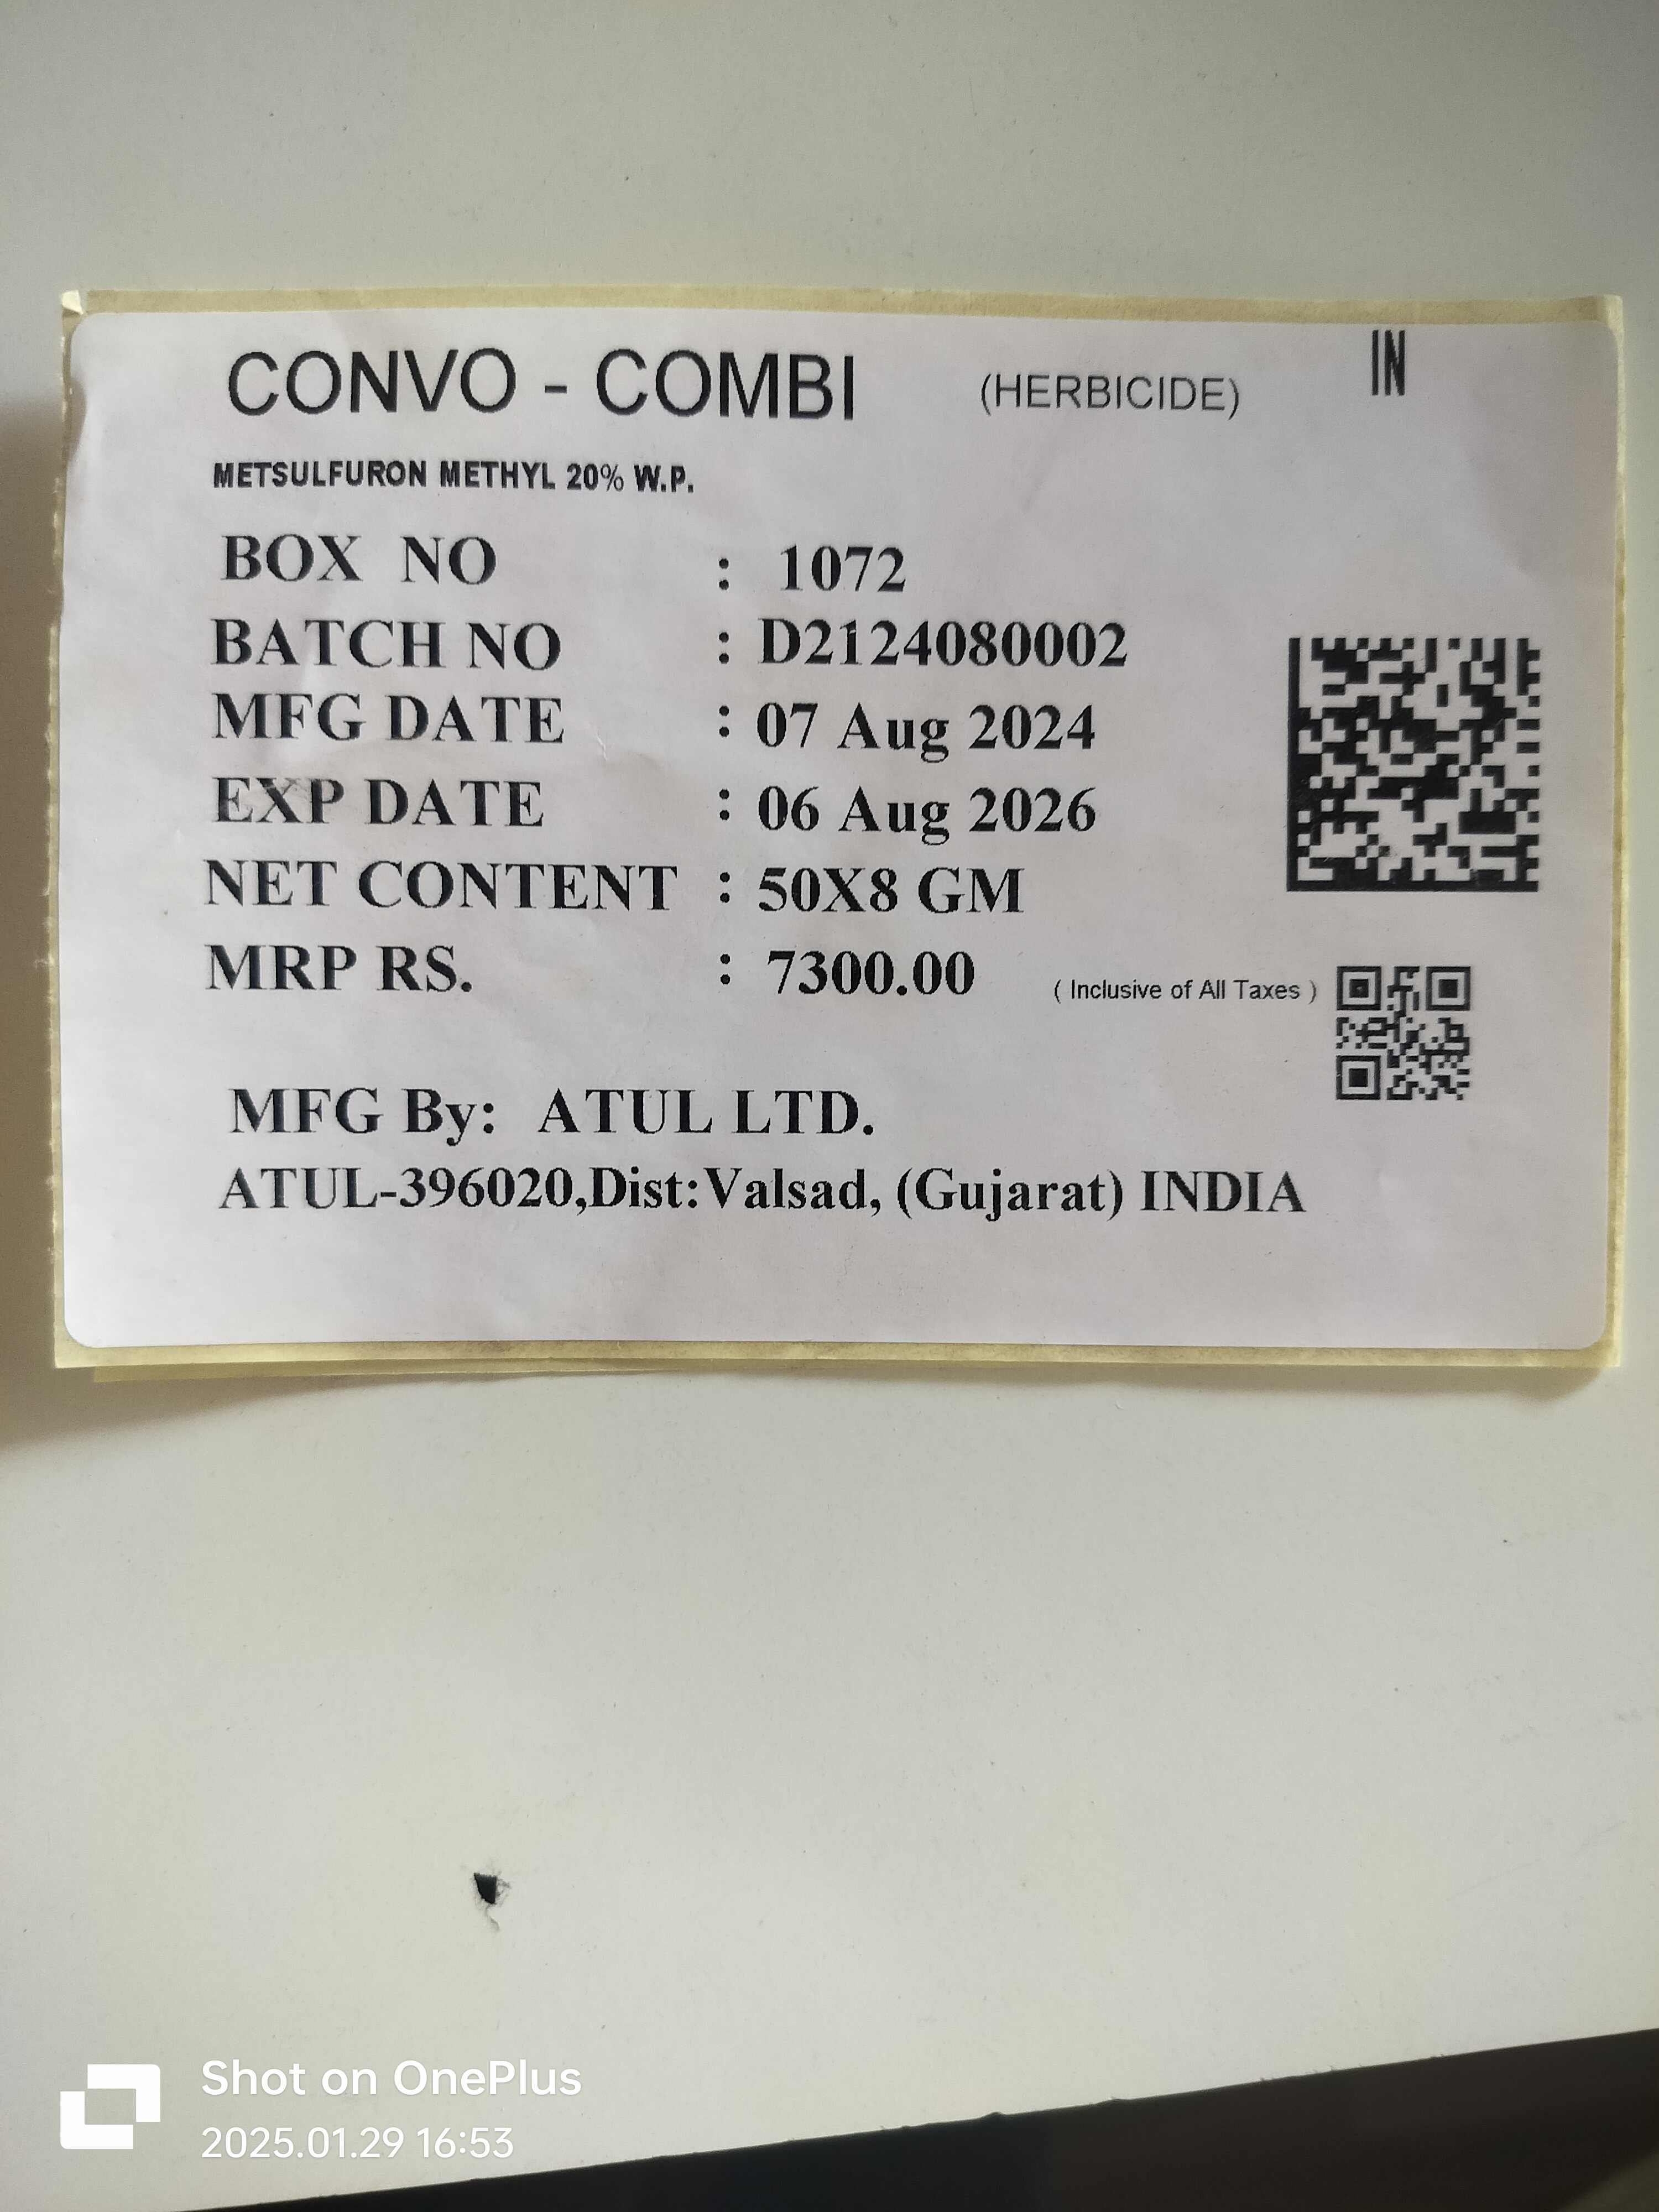 CONVO - COMBI (HERBICIDE) IN
METSULFURON METHYL 20% W.P.
BOX NO : 1072
BATCH NO : D2124080002
MFG DATE : 07 Aug 2024
EXP DATE : 06 Aug 2026
NET CONTENT : 50X8 GM
MRP RS. : 7300.00 ( Inclusive of All Taxes )
MFG By: ATUL LTD.
ATUL-396020,Dist:Valsad, (Gujarat) INDIA
Shot on OnePlus
2025.01.29 16:53